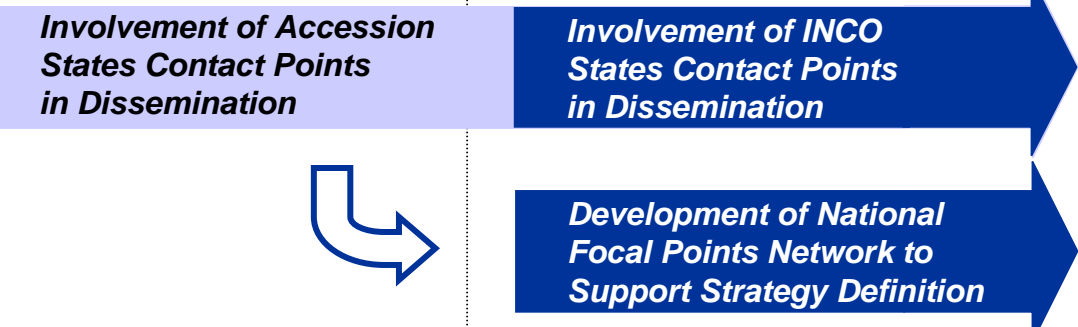 Involvement of Accession
States Contact Points
in Dissemination
Involvement of INCO
States Contact Points
in Dissemination
Development of National
Focal Points Network to
Support Strategy Definition